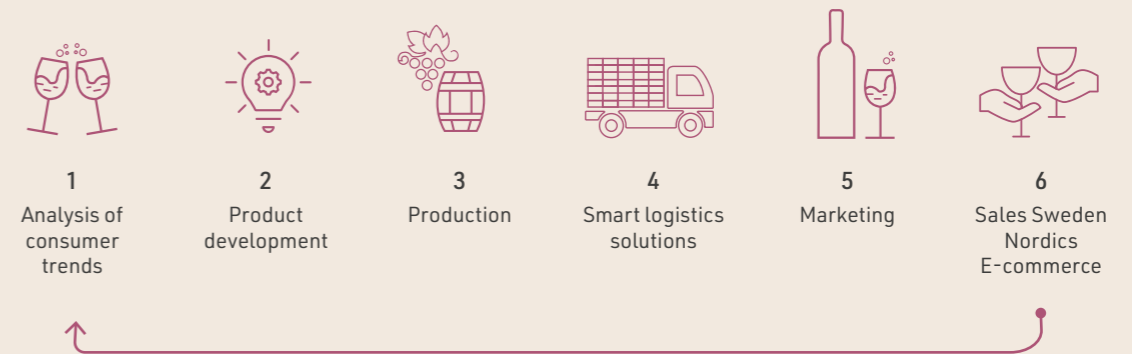 1
Analysis of
consumer
trends
2
Product
development
3
Production
4
Smart logistics
solutions
5
Marketing
6
Sales Sweden
Nordics
E-commerce